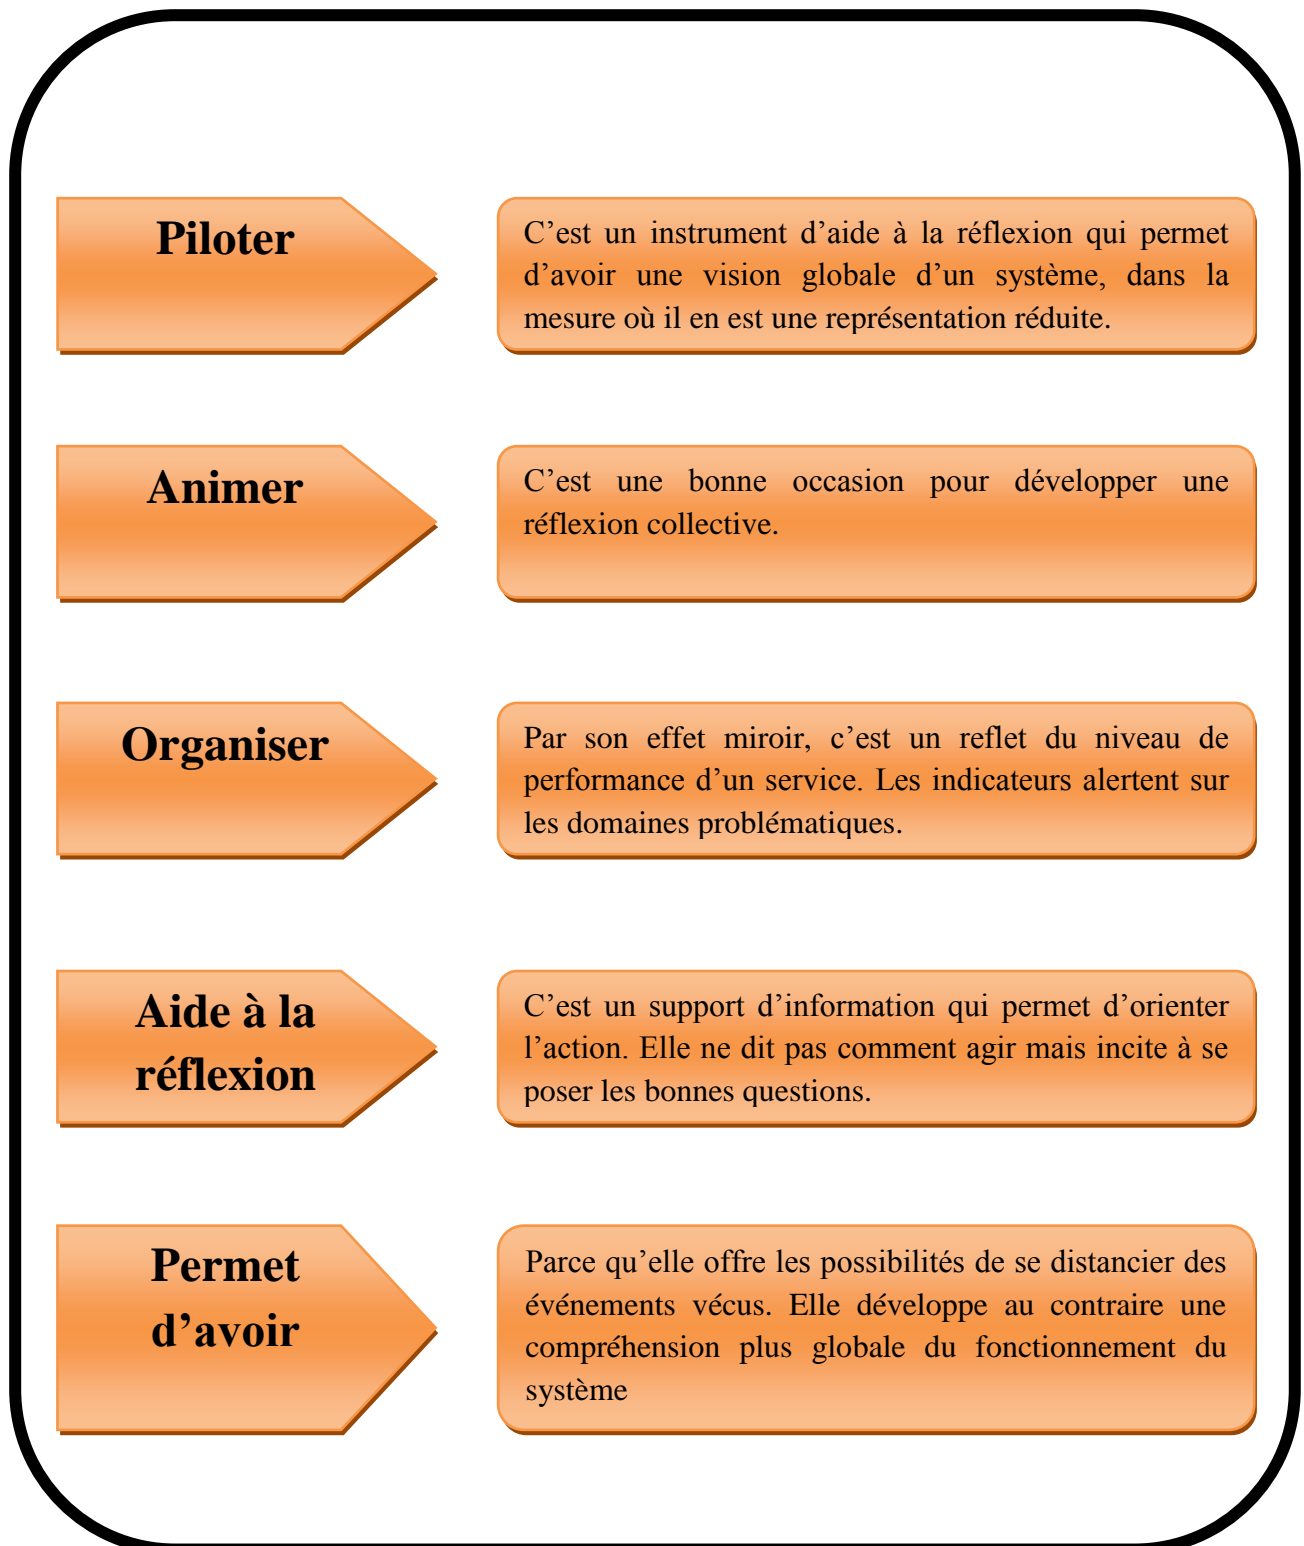 Piloter
C’est un instrument d’aide à la réflexion qui permet
d’avoir une vision globale d’un système, dans la
mesure où il en est une représentation réduite.
Animer
C’est une bonne occasion pour développer une
réflexion collective.
Organiser
Par son effet miroir, c’est un reflet du niveau de
performance d’un service. Les indicateurs alertent sur
les domaines problématiques.
Aide à la
réflexion
C’est un support d’information qui permet d’orienter
l’action. Elle ne dit pas comment agir mais incite à se
poser les bonnes questions.
Permet
d’avoir
Parce qu’elle offre les possibilités de se distancier des
événements vécus. Elle développe au contraire une
compréhension plus globale du fonctionnement du
système